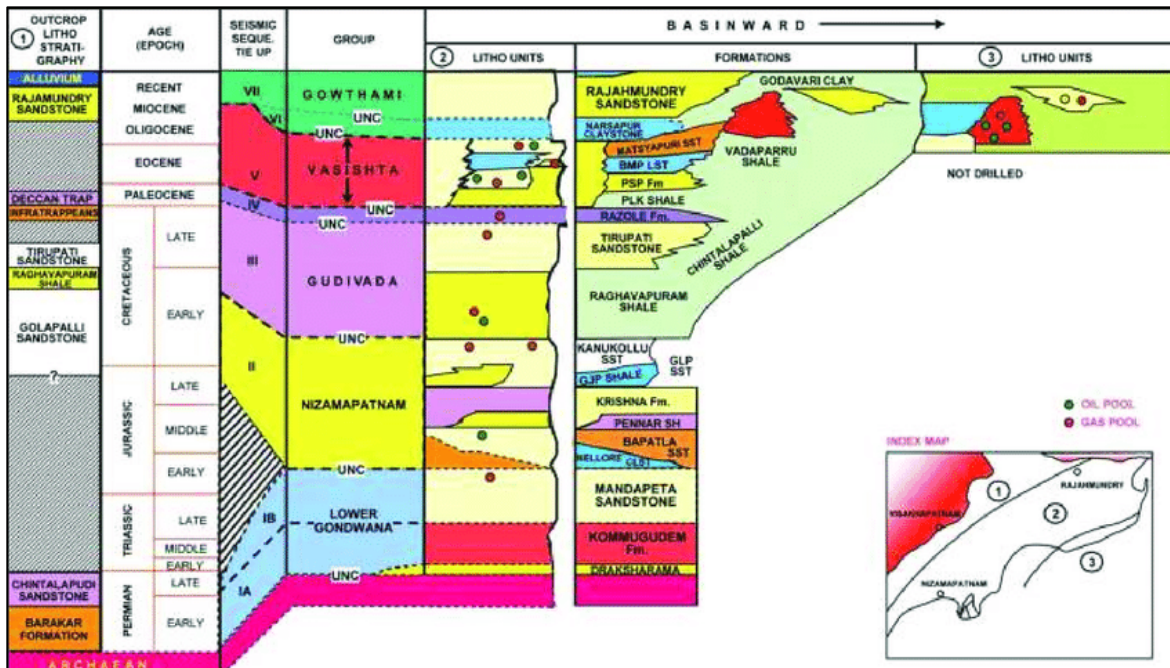 OUTCROP
LITHO
STRATI-
GRAPHY
1
AGE
(EPOCH)
SEISMIC
SEQUE.
TIE UP
GROUP
BASINWARD
2 LITHO UNITS
FORMATIONS
3 LITHO UNITS
ALLUVIUM
RAJAMUNDRY
SANDSTONE
DECCAN TRAP
INFRATRAPPEANS
TIRUPATI
SANDSTONE
RAGHAVAPURAM
SHALE
GOLAPALLI
SANDSTONE
?
CHINTALAPUDI
SANDSTONE
BARAKAR
FORMATION
ARCHAEAN
RECENT
MIOCENE
OLIGOCENE
EOCENE
PALEOCENE
CRETACEOUS
LATE
EARLY
JURASSIC
LATE
MIDDLE
EARLY
TRIASSIC
LATE
MIDDLE
EARLY
PERMIAN
LATE
EARLY
VII
VI
V
IV
III
II
IB
IA
GOWTHAMI
UNC
UNC
VASISHTA
UNC
UNC
GUDIVADA
UNC
NIZAMAPATNAM
UNC
LOWER
GONDWANA
UNC
RAJAHMUNDRY
SANDSTONE
GODAVARI CLAY
NARSAPUR
CLAYSTONE
MATSYAPURI SST
BMP LST
VADAPARRU
SHALE
PSP Fm
PLK SHALE
RAZOLE Fm.
TIRUPATI
SANDSTONE
CHINTALAPALLI
SHALE
RAGHAVAPURAM
SHALE
KANUKOLLU
SST
GLP
SST
GJP SHALE
KRISHNA Fm.
PENNAR SH
BAPATLA
SST
NELLORE CLST
MANDAPETA
SANDSTONE
KOMMUGUDEM
Fm.
DRAKSHARAMA
NOT DRILLED
OIL POOL
GAS POOL
INDEX MAP
RAJAHMUNDRY
1
2
3
NIZAMAPATNAM